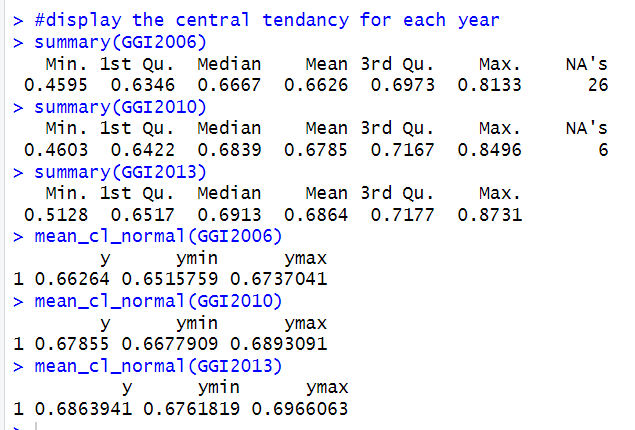 > #display the central tendancy for each year
> summary(GGI2006)
Min. 1st Qu. Median Mean 3rd Qu. Max. NA's
0.4595 0.6346 0.6667 0.6626 0.6973 0.8133 26
> summary(GGI2010)
Min. 1st Qu. Median Mean 3rd Qu. Max. NA's
0.4603 0.6422 0.6839 0.6785 0.7167 0.8496 6
> summary(GGI2013)
Min. 1st Qu. Median Mean 3rd Qu. Max.
0.5128 0.6517 0.6913 0.6864 0.7177 0.8731
> mean_cl_normal(GGI2006)
y ymin ymax
1 0.66264 0.6515759 0.6737041
> mean_cl_normal(GGI2010)
y ymin ymax
1 0.67855 0.6677909 0.6893091
> mean_cl_normal(GGI2013)
y ymin ymax
1 0.6863941 0.6761819 0.6966063
>